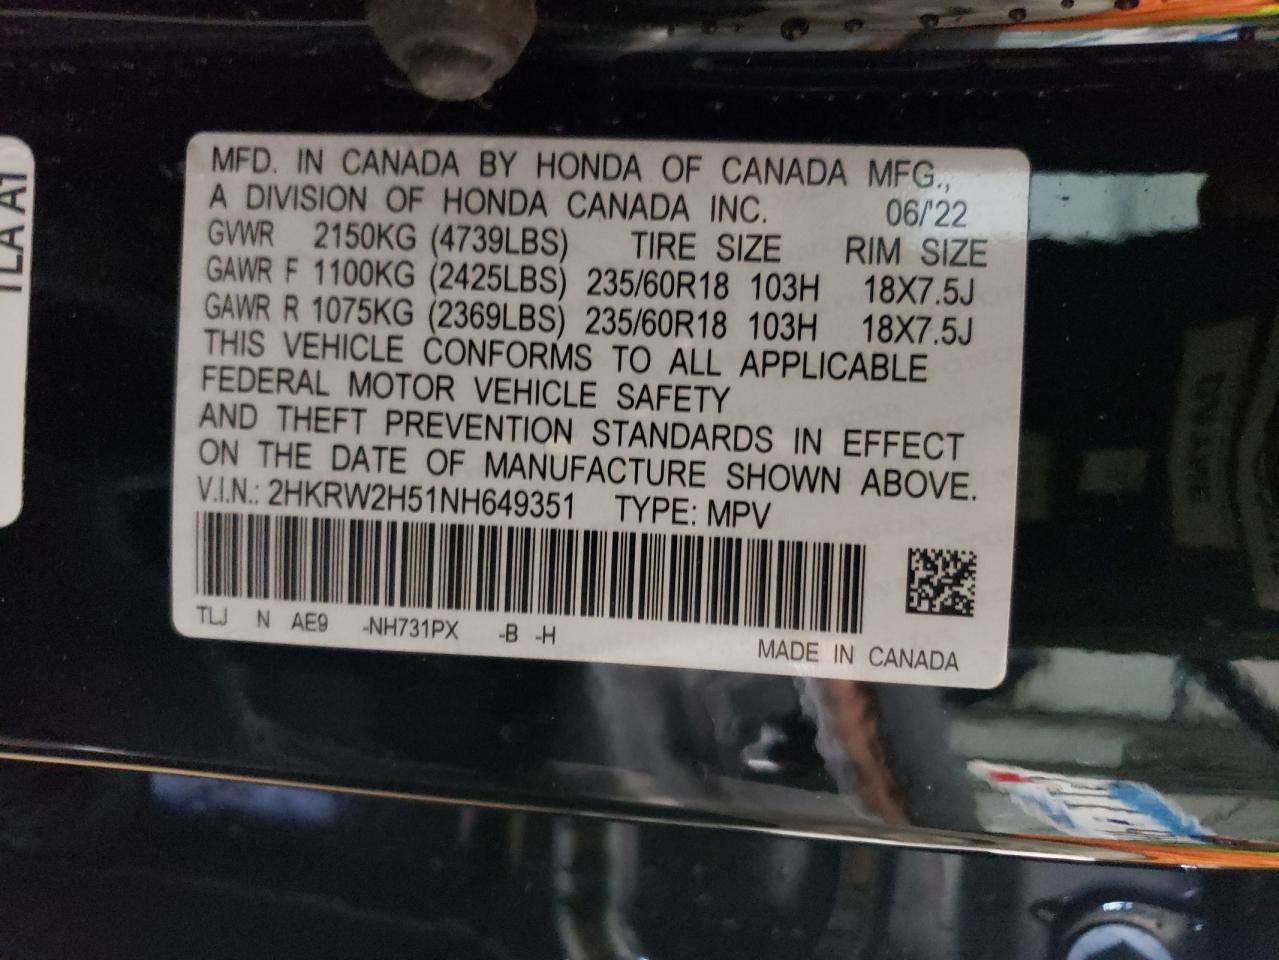 MFD. IN CANADA BY HONDA OF CANADA MFG.,
A DIVISION OF HONDA CANADA INC. 06/'22
GVWR 2150KG (4739LBS) TIRE SIZE RIM SIZE
GAWR F 1100KG (2425LBS) 235/60R18 103H 18X7.5J
GAWR R 1075KG (2369LBS) 235/60R18 103H 18X7.5J
THIS VEHICLE CONFORMS TO ALL APPLICABLE
FEDERAL MOTOR VEHICLE SAFETY
AND THEFT PREVENTION STANDARDS IN EFFECT
ON THE DATE OF MANUFACTURE SHOWN ABOVE.
V.I.N.: 2HKRW2H51NH649351 TYPE: MPV
TLJ N AE9 -NH731PX -B -H
MADE IN CANADA
TLA A1